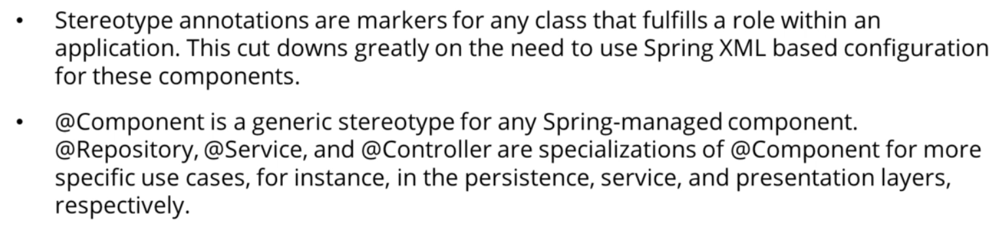 • Stereotype annotations are markers for any class that fulfills a role within an
application. This cut downs greatly on the need to use Spring XML based configuration
for these components.
• @Component is a generic stereotype for any Spring-managed component.
@Repository, @Service, and @Controller are specializations of @Component for more
specific use cases, for instance, in the persistence, service, and presentation layers,
respectively.